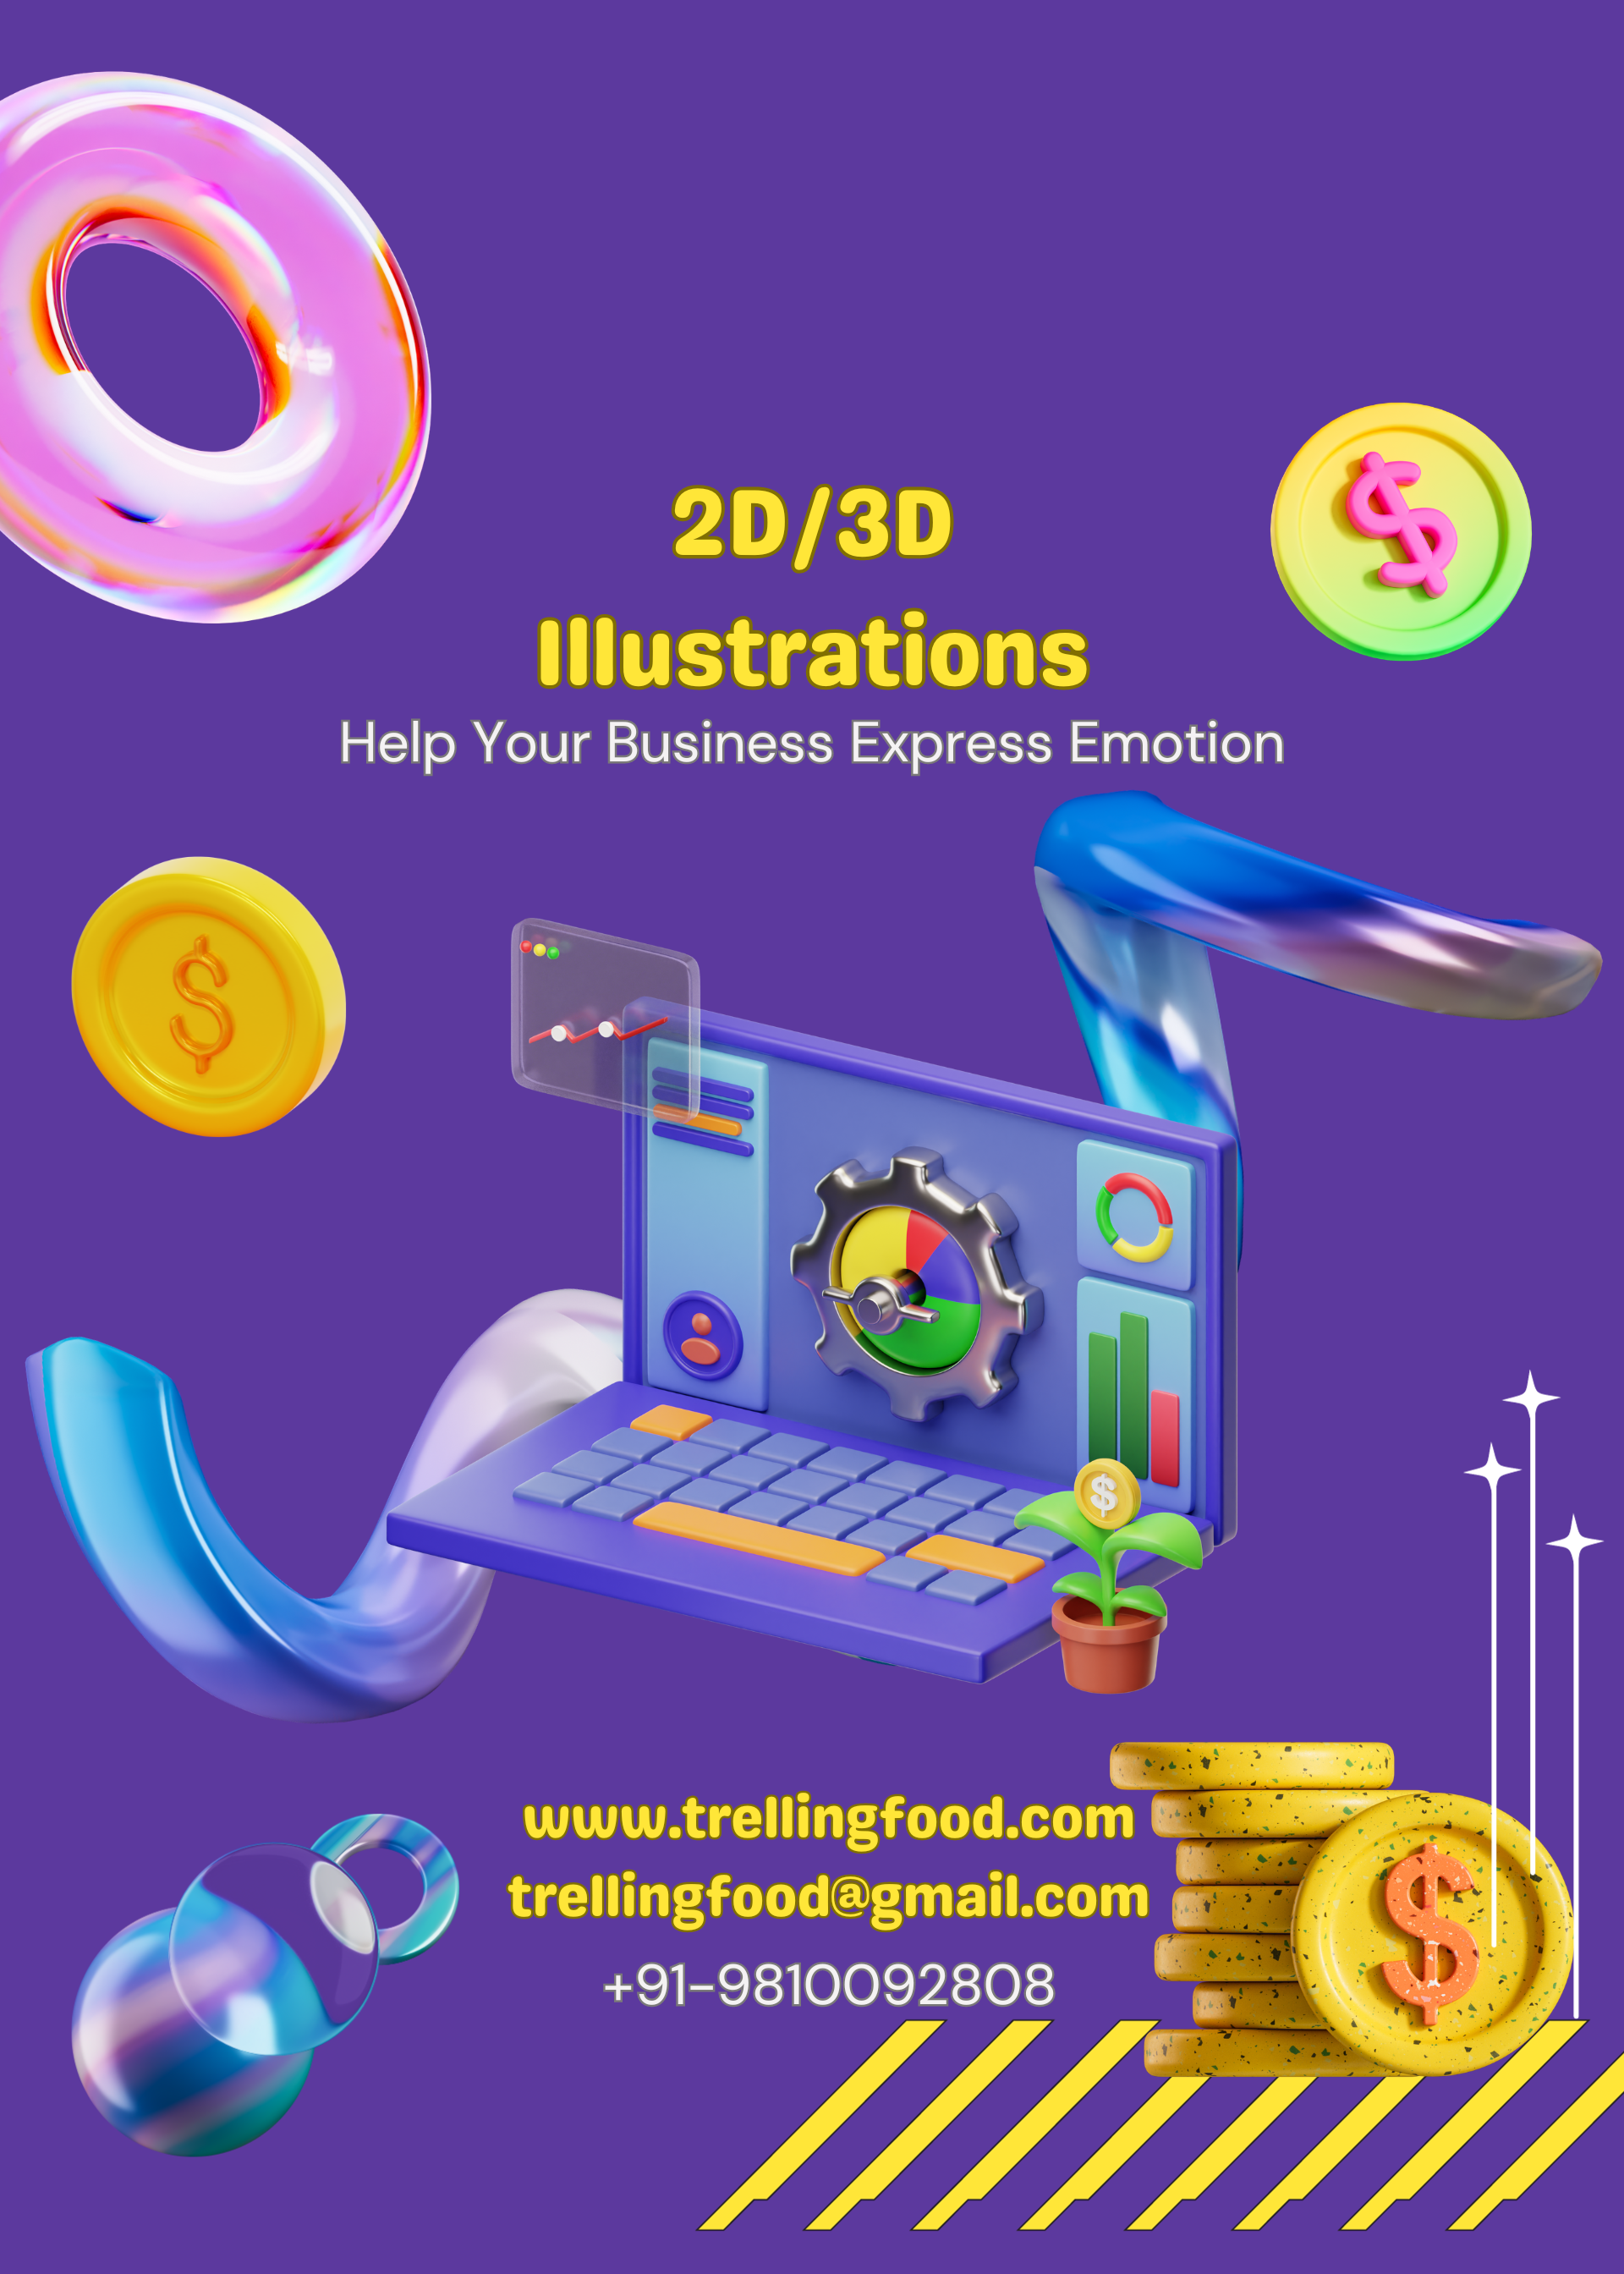 2D/3D
Illustrations
Help Your Business Express Emotion
$
$
$
www.trellingfood.com
trellingfood@gmail.com
$
+91-9810092808